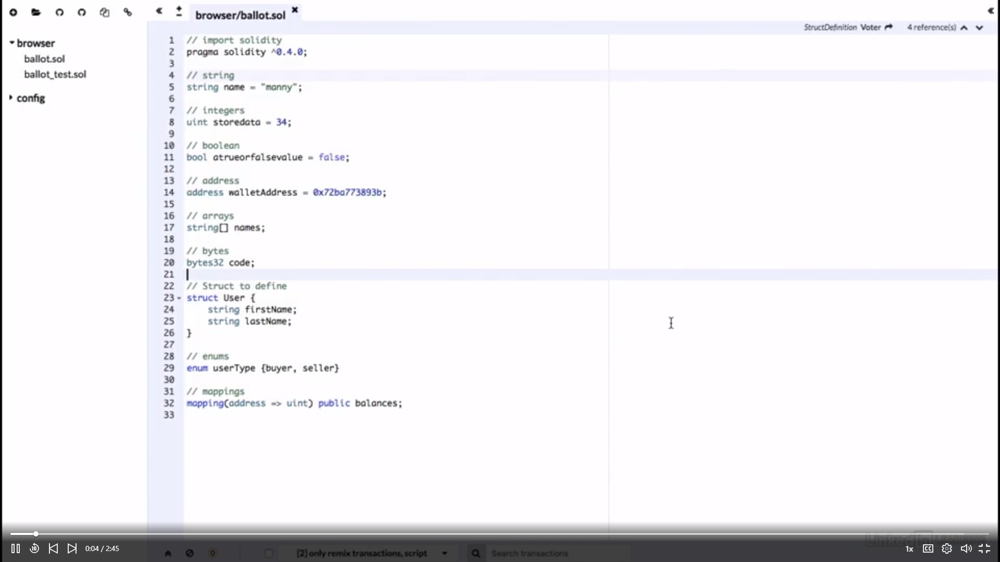 browser/ballot.sol
StructDefinition Voter 4 reference(s)
browser
ballot.sol
ballot_test.sol
config
1 // import solidity
2 pragma solidity ^0.4.0;
3
4 // string
5 string name = "manny";
6
7 // integers
8 uint storedata = 34;
9
10 // boolean
11 bool atrueorfalsevalue = false;
12
13 // address
14 address walletAddress = 0x72ba773893b;
15
16 // arrays
17 string[] names;
18
19 // bytes
20 bytes32 code;
21
22 // Struct to define
23 struct User {
24     string firstName;
25     string lastName;
26 }
27
28 // enums
29 enum userType {buyer, seller}
30
31 // mappings
32 mapping(address => uint) public balances;
33
LinkedIn LEARNING
10 0:04 / 2:45 0 [2] only remix transactions, script Search transactions 1x CC